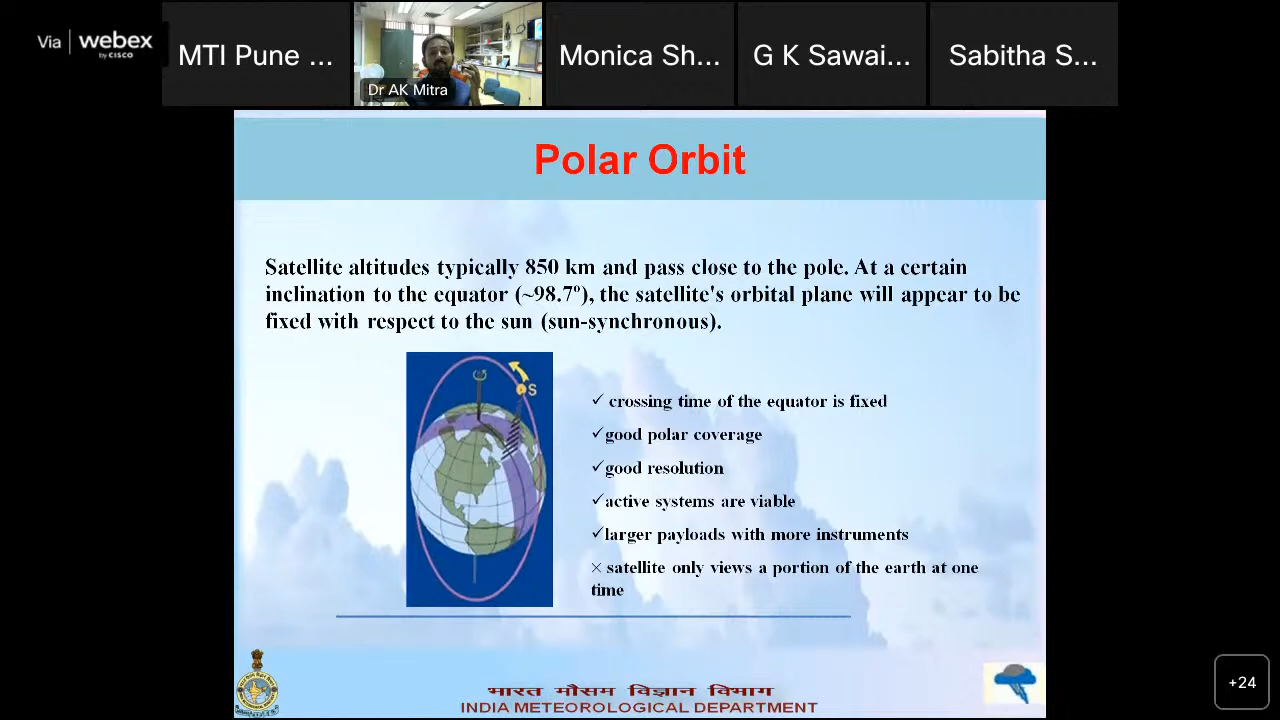 Via webex
by CISCO
MTI Pune ...
Dr AK Mitra
Monica Sh...
G K Sawai...
Sabitha S...
Polar Orbit
Satellite altitudes typically 850 km and pass close to the pole. At a certain
inclination to the equator (~98.7º), the satellite's orbital plane will appear to be
fixed with respect to the sun (sun-synchronous).
S
✓ crossing time of the equator is fixed
✓good polar coverage
✓good resolution
✓active systems are viable
✓larger payloads with more instruments
× satellite only views a portion of the earth at one
time
भारत मौसम विज्ञान विभाग
INDIA METEOROLOGICAL DEPARTMENT
+24